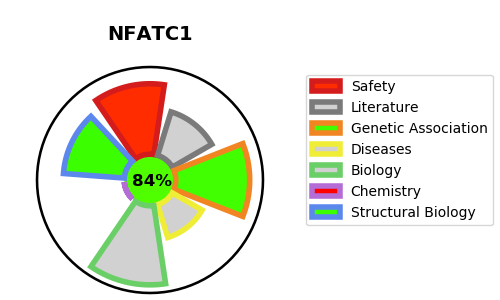 NFATC1
84%
Safety
Literature
Genetic Association
Diseases
Biology
Chemistry
Structural Biology